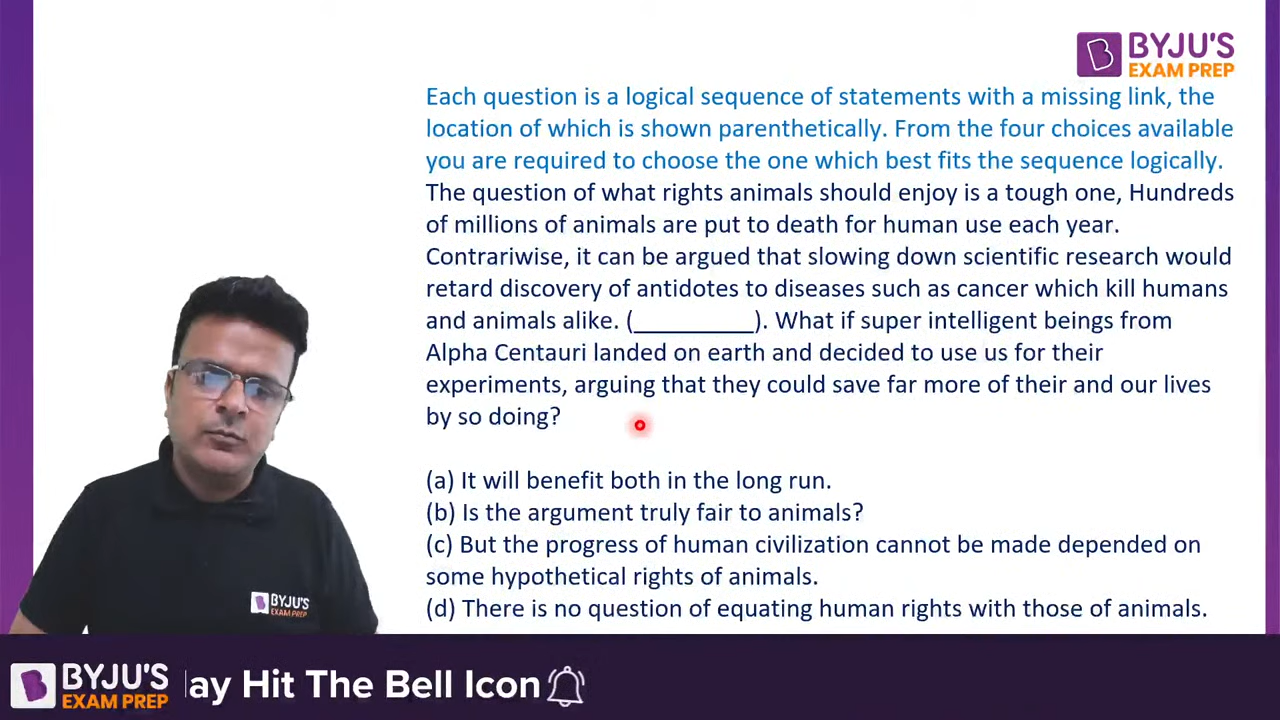 BYJU'S
EXAM PREP
Each question is a logical sequence of statements with a missing link, the
location of which is shown parenthetically. From the four choices available
you are required to choose the one which best fits the sequence logically.
The question of what rights animals should enjoy is a tough one, Hundreds
of millions of animals are put to death for human use each year.
Contrariwise, it can be argued that slowing down scientific research would
retard discovery of antidotes to diseases such as cancer which kill humans
and animals alike. (__________). What if super intelligent beings from
Alpha Centauri landed on earth and decided to use us for their
experiments, arguing that they could save far more of their and our lives
by so doing?
(a) It will benefit both in the long run.
(b) Is the argument truly fair to animals?
(c) But the progress of human civilization cannot be made depended on
some hypothetical rights of animals.
(d) There is no question of equating human rights with those of animals.
BYJU'S
EXAM PREP
BYJU'S
EXAM PREP
ay Hit The Bell Icon